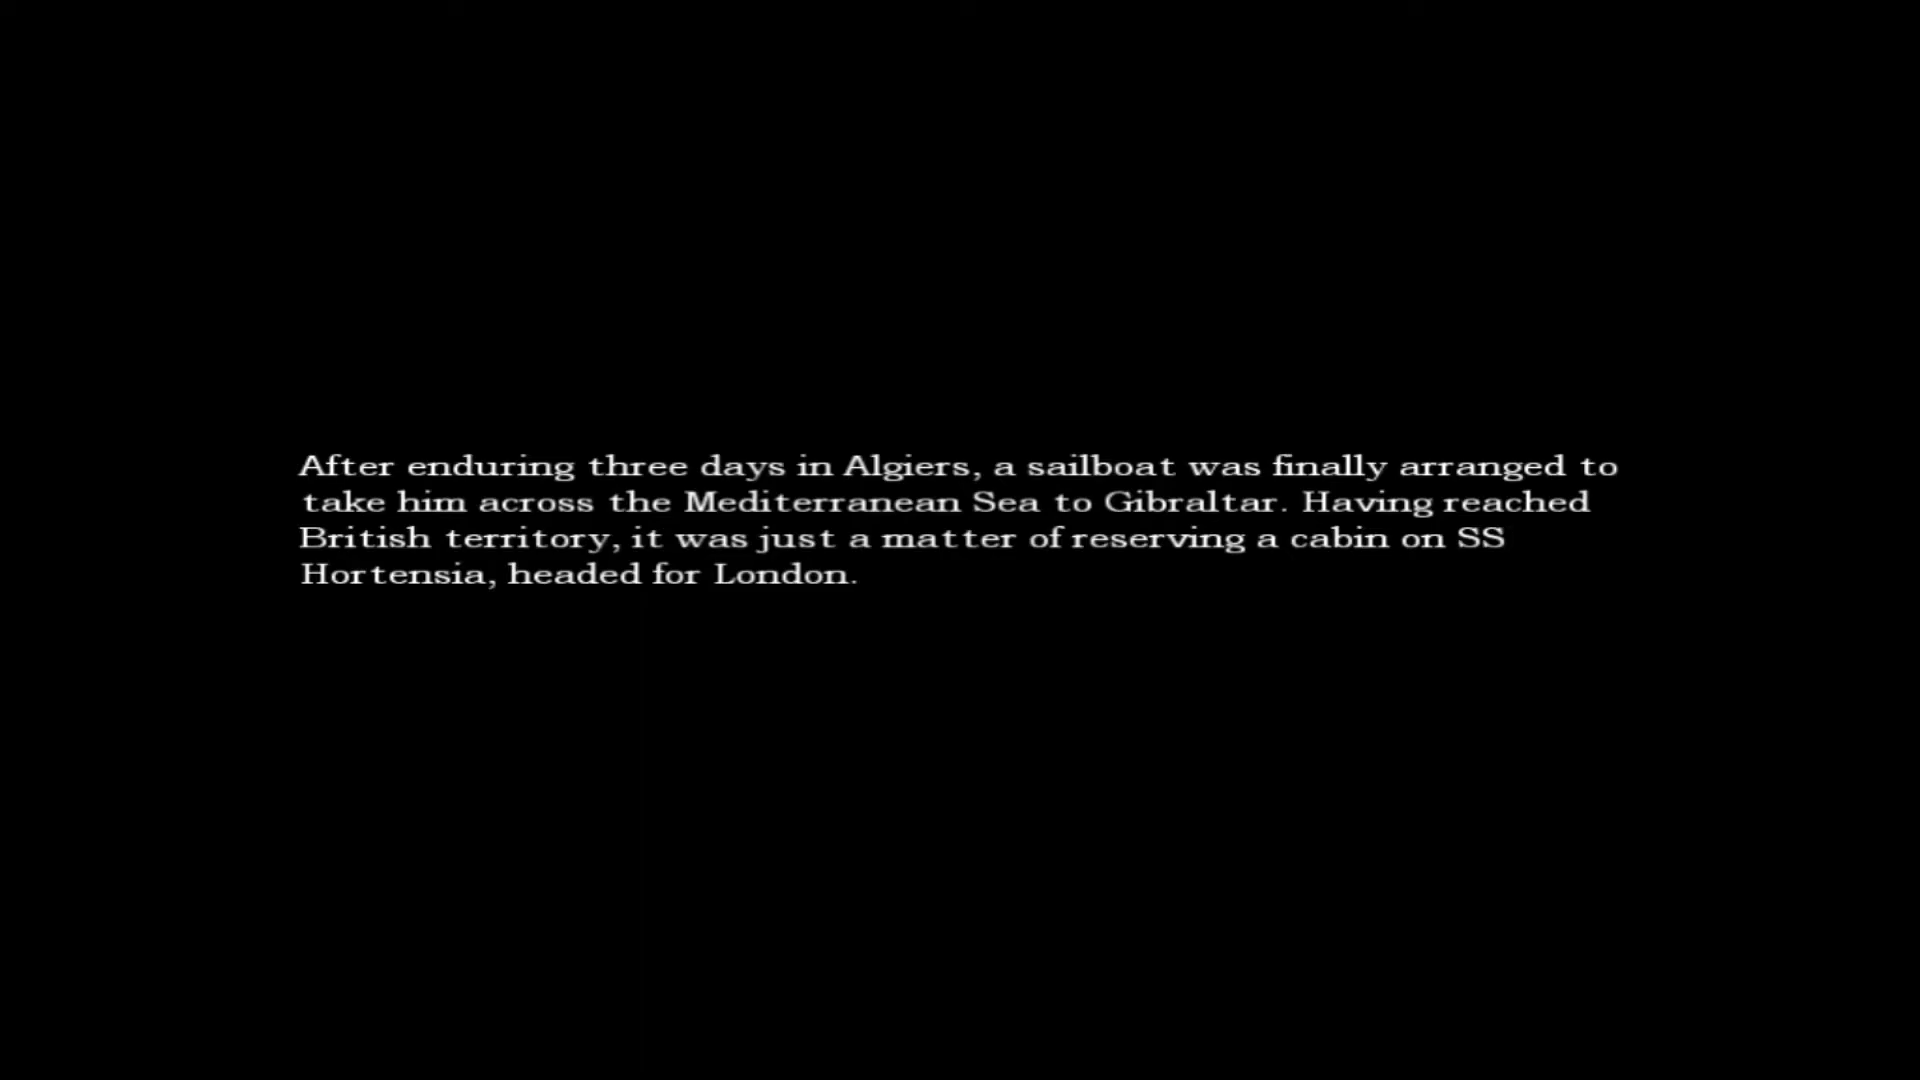 After enduring three days in Algiers, a sailboat was finally arranged to
take him across the Mediterranean Sea to Gibraltar. Having reached
British territory, it was just a matter of reserving a cabin on SS
Hortensia, headed for London.